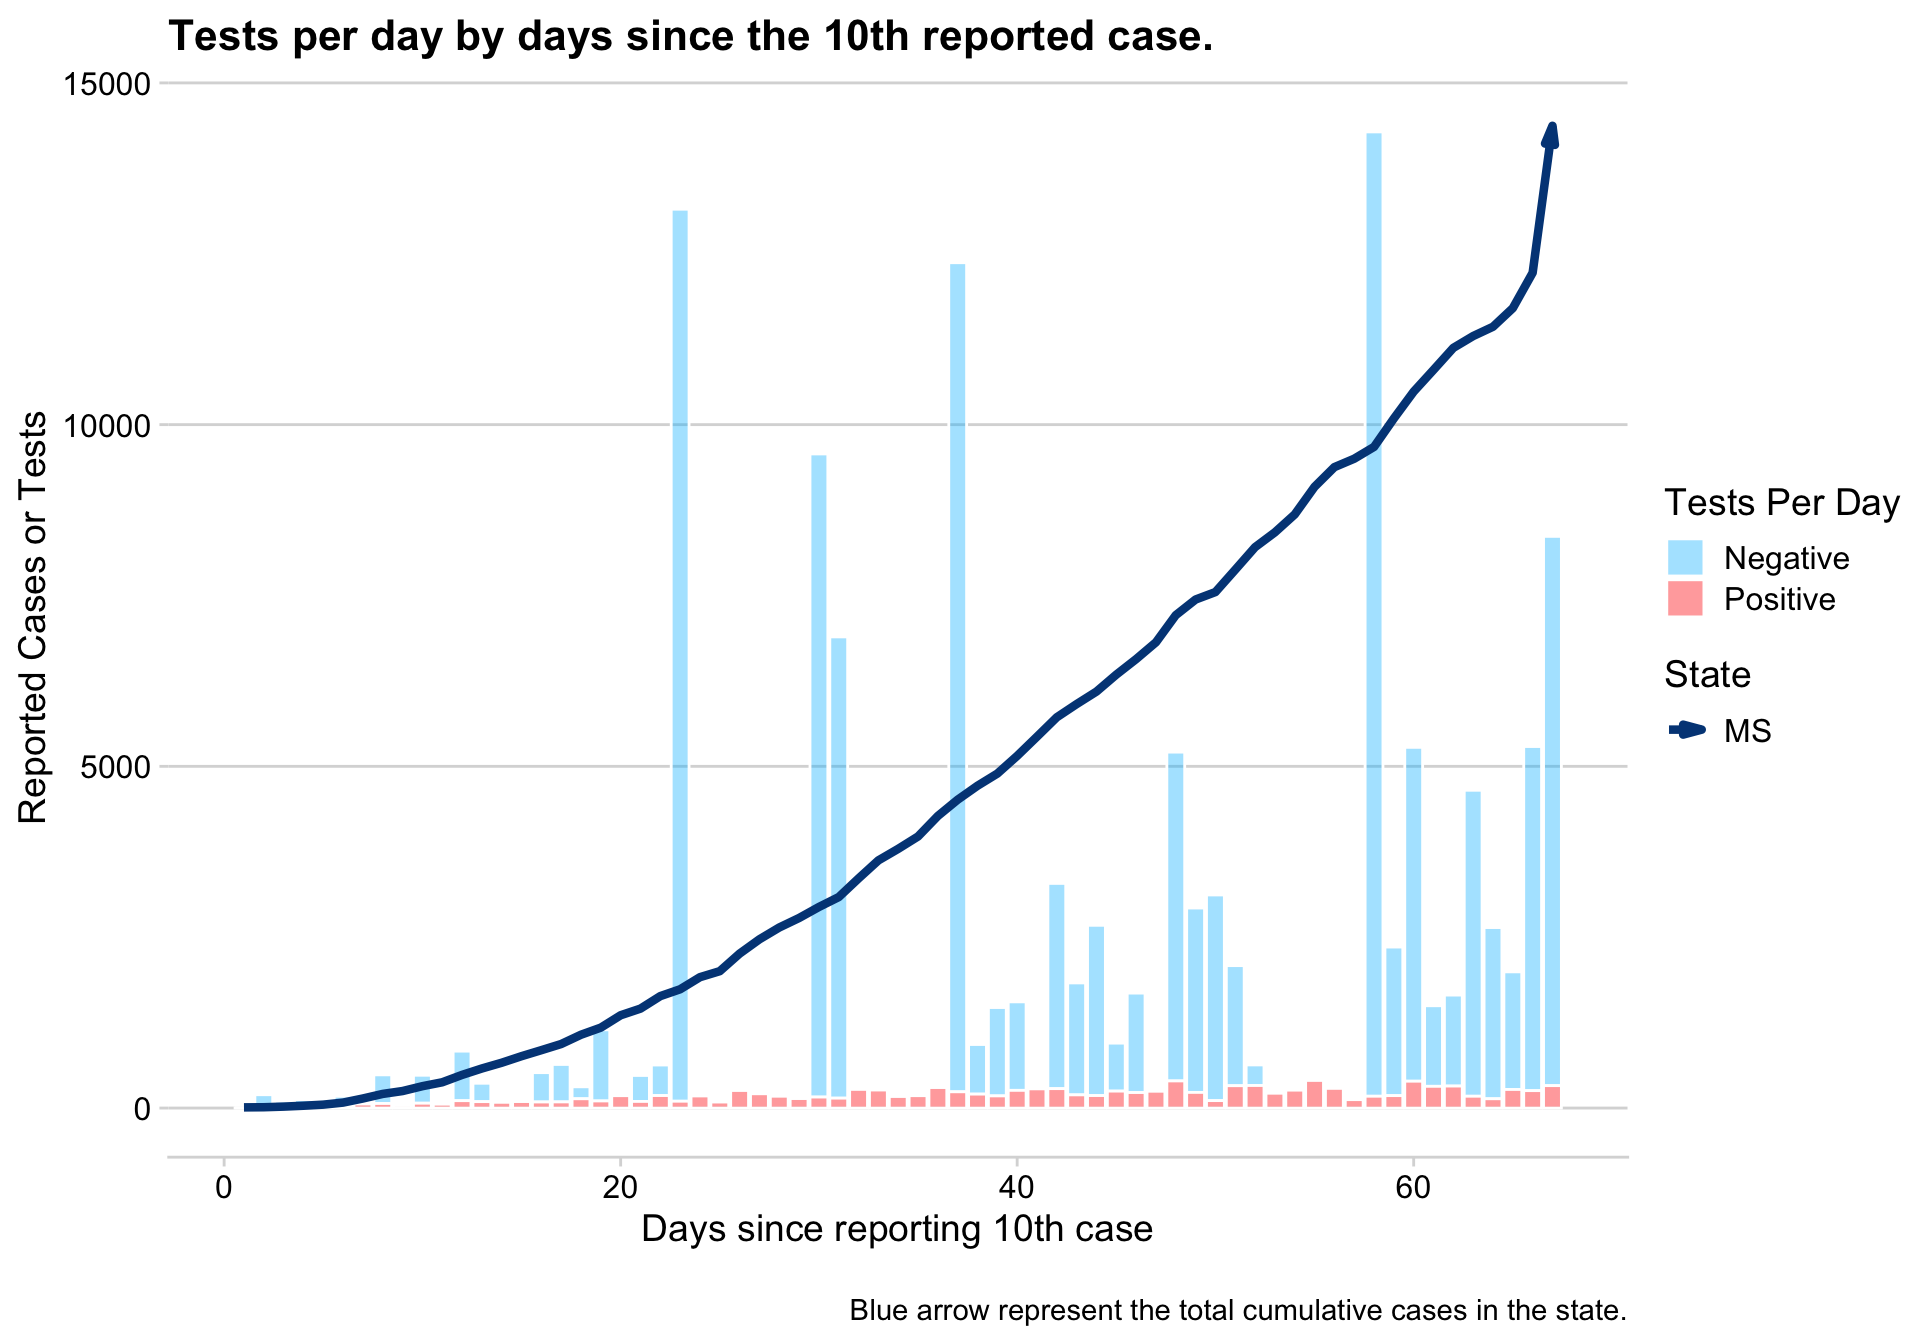 Tests per day by days since the 10th reported case.
15000
10000
5000
0
Reported Cases or Tests
0 20 40 60
Days since reporting 10th case
Tests Per Day
Negative
Positive
State
MS
Blue arrow represent the total cumulative cases in the state.